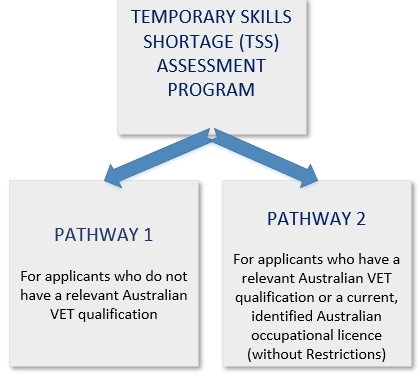 TEMPORARY SKILLS
SHORTAGE (TSS)
ASSESSMENT
PROGRAM
PATHWAY 1
For applicants who do not
have a relevant Australian
VET qualification
PATHWAY 2
For applicants who have a
relevant Australian VET
qualification or a current,
identified Australian
occupational licence
(without Restrictions)